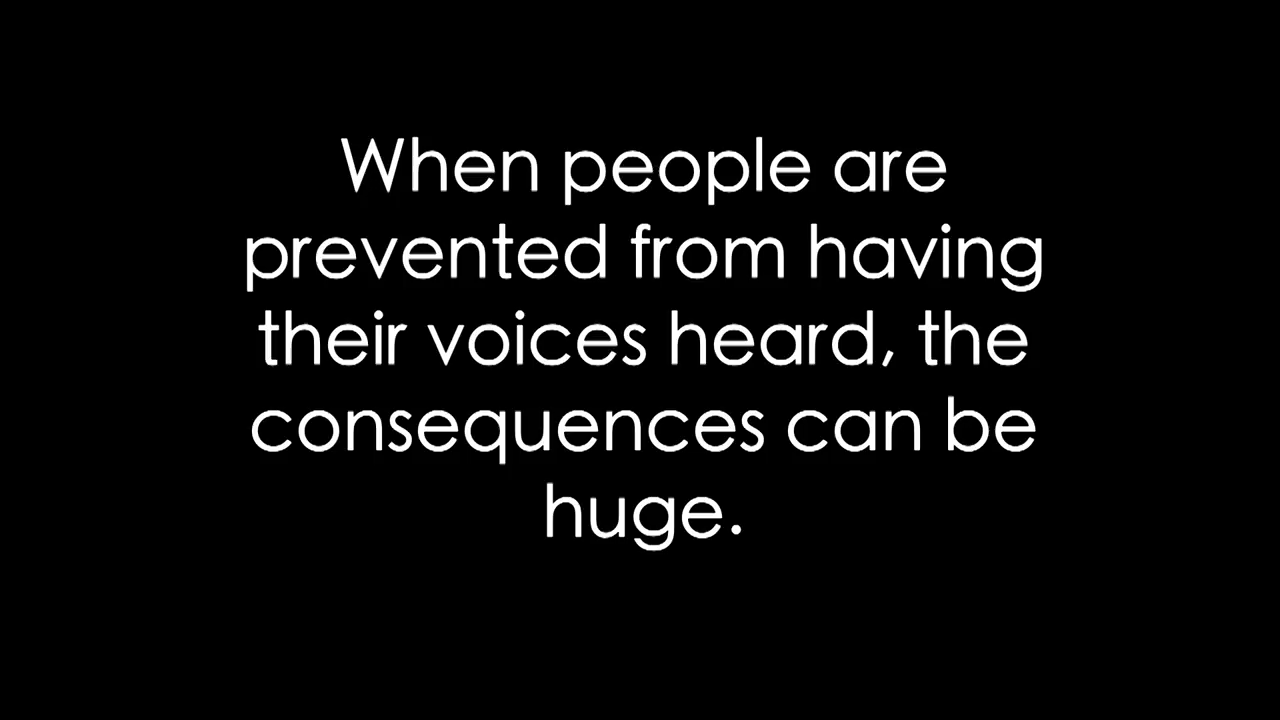 When people are
prevented from having
their voices heard, the
consequences can be
huge.